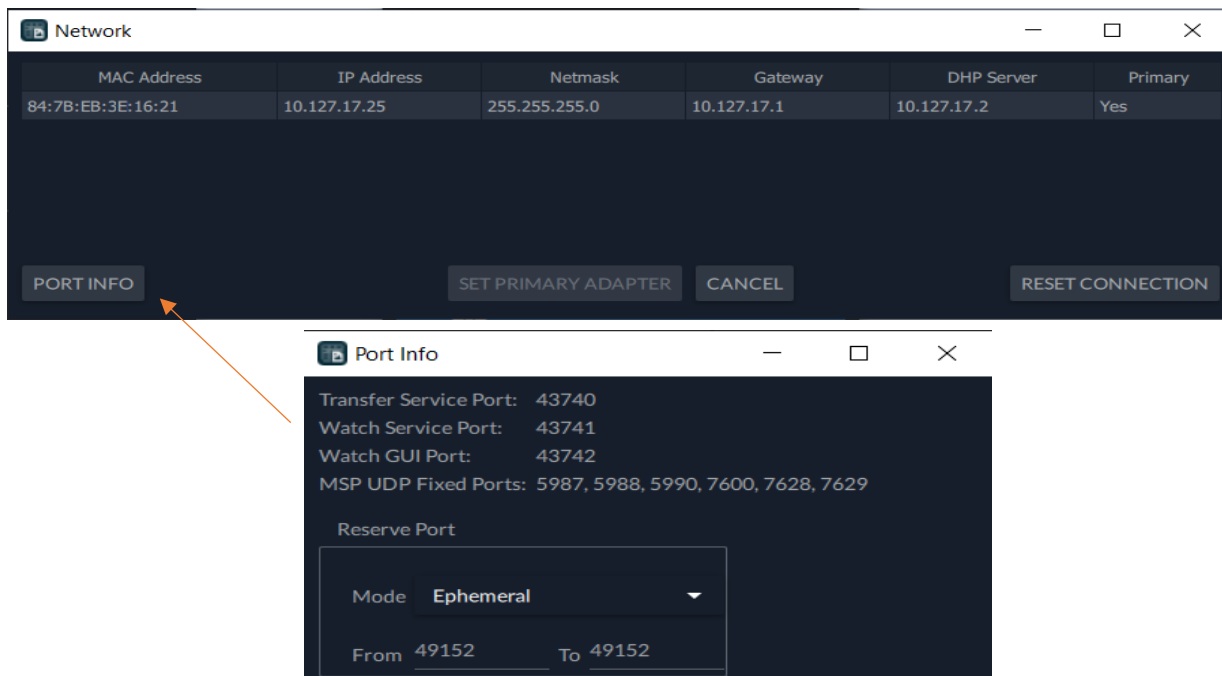 Network
MAC Address IP Address Netmask Gateway DHP Server Primary
84:7B:EB:3E:16:21 10.127.17.25 255.255.255.0 10.127.17.1 10.127.17.2 Yes
PORT INFO SET PRIMARY ADAPTER CANCEL RESET CONNECTION
Port Info
Transfer Service Port: 43740
Watch Service Port: 43741
Watch GUI Port: 43742
MSP UDP Fixed Ports: 5987, 5988, 5990, 7600, 7628, 7629
Reserve Port
Mode Ephemeral
From 49152 To 49152